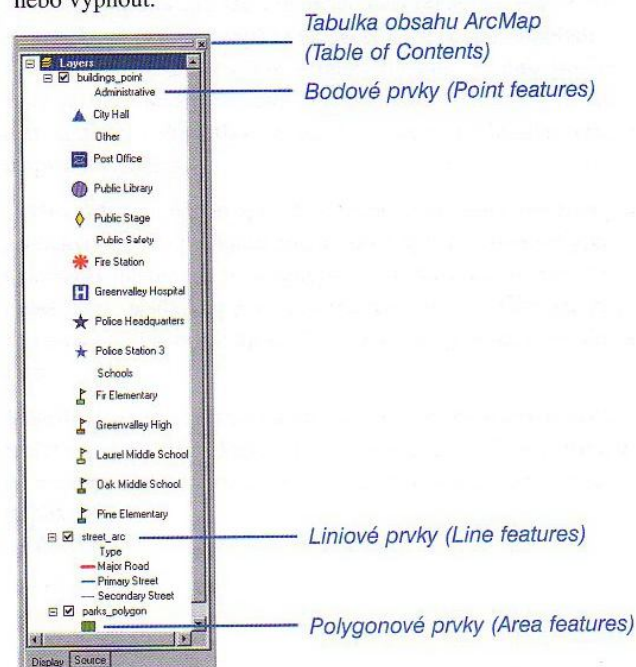 nebo vypnout.
Tabulka obsahu ArcMap
(Table of Contents)
Layers
buildings_point
Administrative
Bodové prvky (Point features)
City Hall
Other
Post Office
Public Library
Public Stage
Public Safety
Fire Station
H
Greenvalley Hospital
Police Headquarters
Police Station 3
Schools
Fir Elementary
Greenvalley High
Laurel Middle School
Oak Middle School
Pine Elementary
street_arc
Liniové prvky (Line features)
Type
Major Road
Primary Street
Secondary Street
parks_polygon
Polygonové prvky (Area features)
Display Source